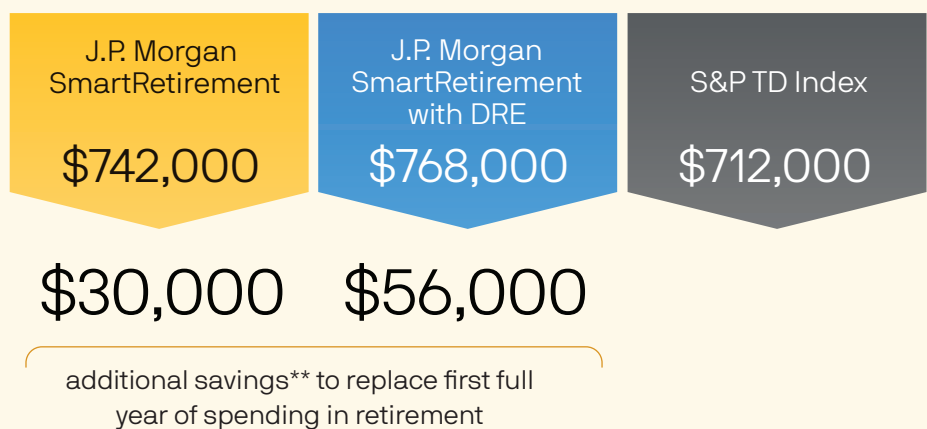 J.P. Morgan
SmartRetirement
$742,000
J.P. Morgan
SmartRetirement
with DRE
$768,000
S&P TD Index
$712,000
$30,000
$56,000
additional savings** to replace first full
year of spending in retirement